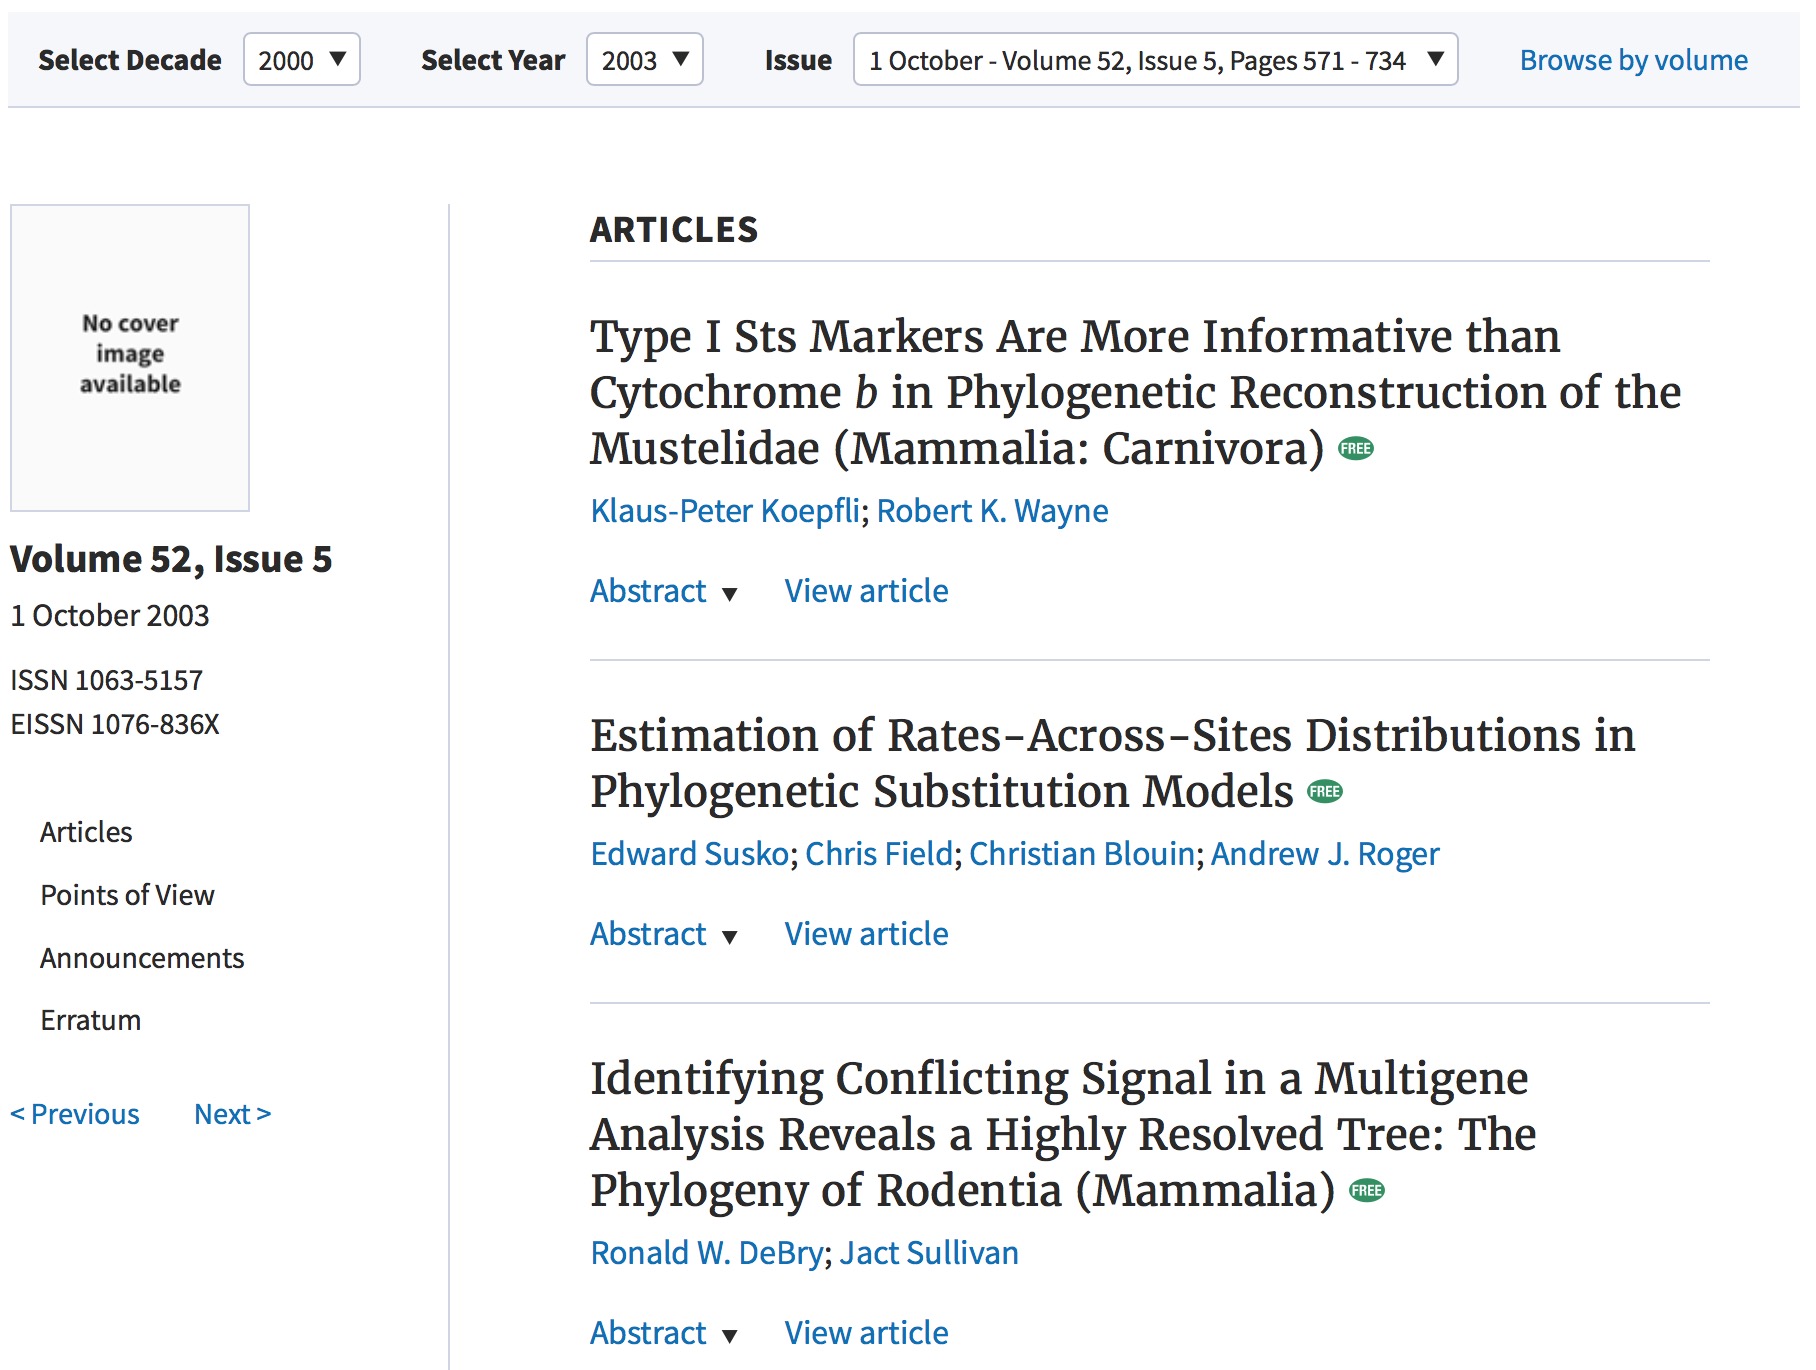 Select Decade 2000 ▼ Select Year 2003 ▼ Issue 1 October - Volume 52, Issue 5, Pages 571 - 734 ▼ Browse by volume
No cover
image
available
Volume 52, Issue 5
1 October 2003
ISSN 1063-5157
EISSN 1076-836X
Articles
Points of View
Announcements
Erratum
< Previous Next >
ARTICLES
Type I Sts Markers Are More Informative than
Cytochrome b in Phylogenetic Reconstruction of the
Mustelidae (Mammalia: Carnivora) FREE
Klaus-Peter Koepfli; Robert K. Wayne
Abstract ▼ View article
Estimation of Rates-Across-Sites Distributions in
Phylogenetic Substitution Models FREE
Edward Susko; Chris Field; Christian Blouin; Andrew J. Roger
Abstract ▼ View article
Identifying Conflicting Signal in a Multigene
Analysis Reveals a Highly Resolved Tree: The
Phylogeny of Rodentia (Mammalia) FREE
Ronald W. DeBry; Jact Sullivan
Abstract ▼ View article